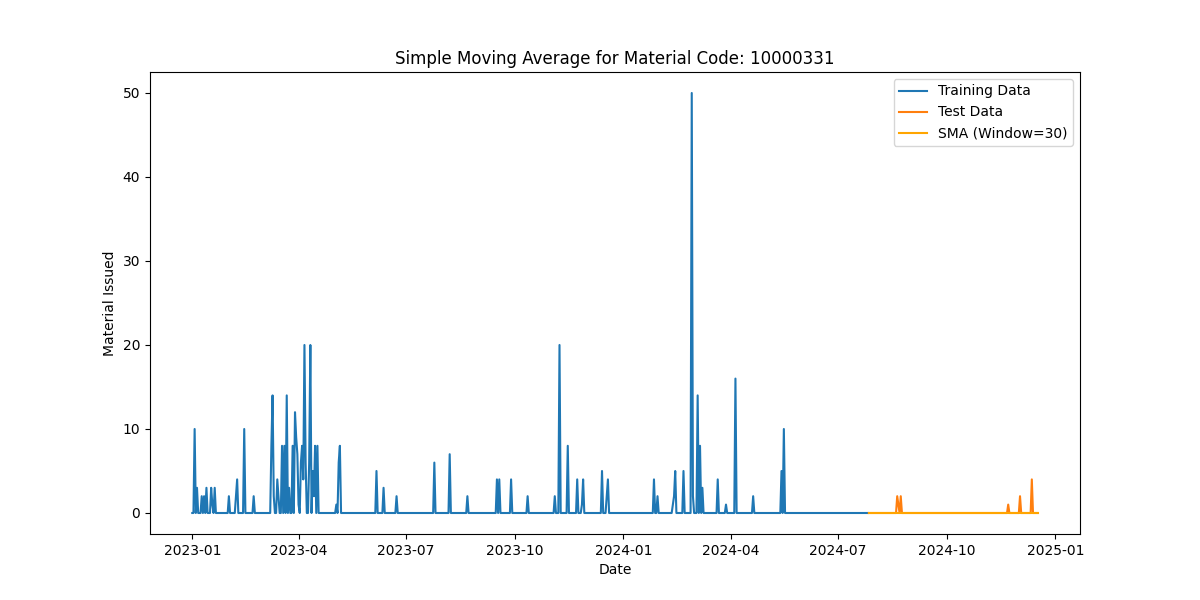 Simple Moving Average for Material Code: 10000331
Training Data
Test Data
SMA (Window=30)
Material Issued
50
40
30
20
10
0
2023-01 2023-04 2023-07 2023-10 2024-01 2024-04 2024-07 2024-10 2025-01
Date